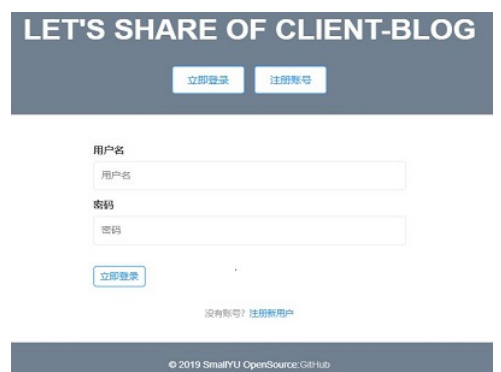 LET'S SHARE OF CLIENT-BLOG
立即登录 注册账号
用户名
用户名
密码
密码
立即登录
没有账号? 注册新用户
© 2019 SmallYU OpenSource:GitHub